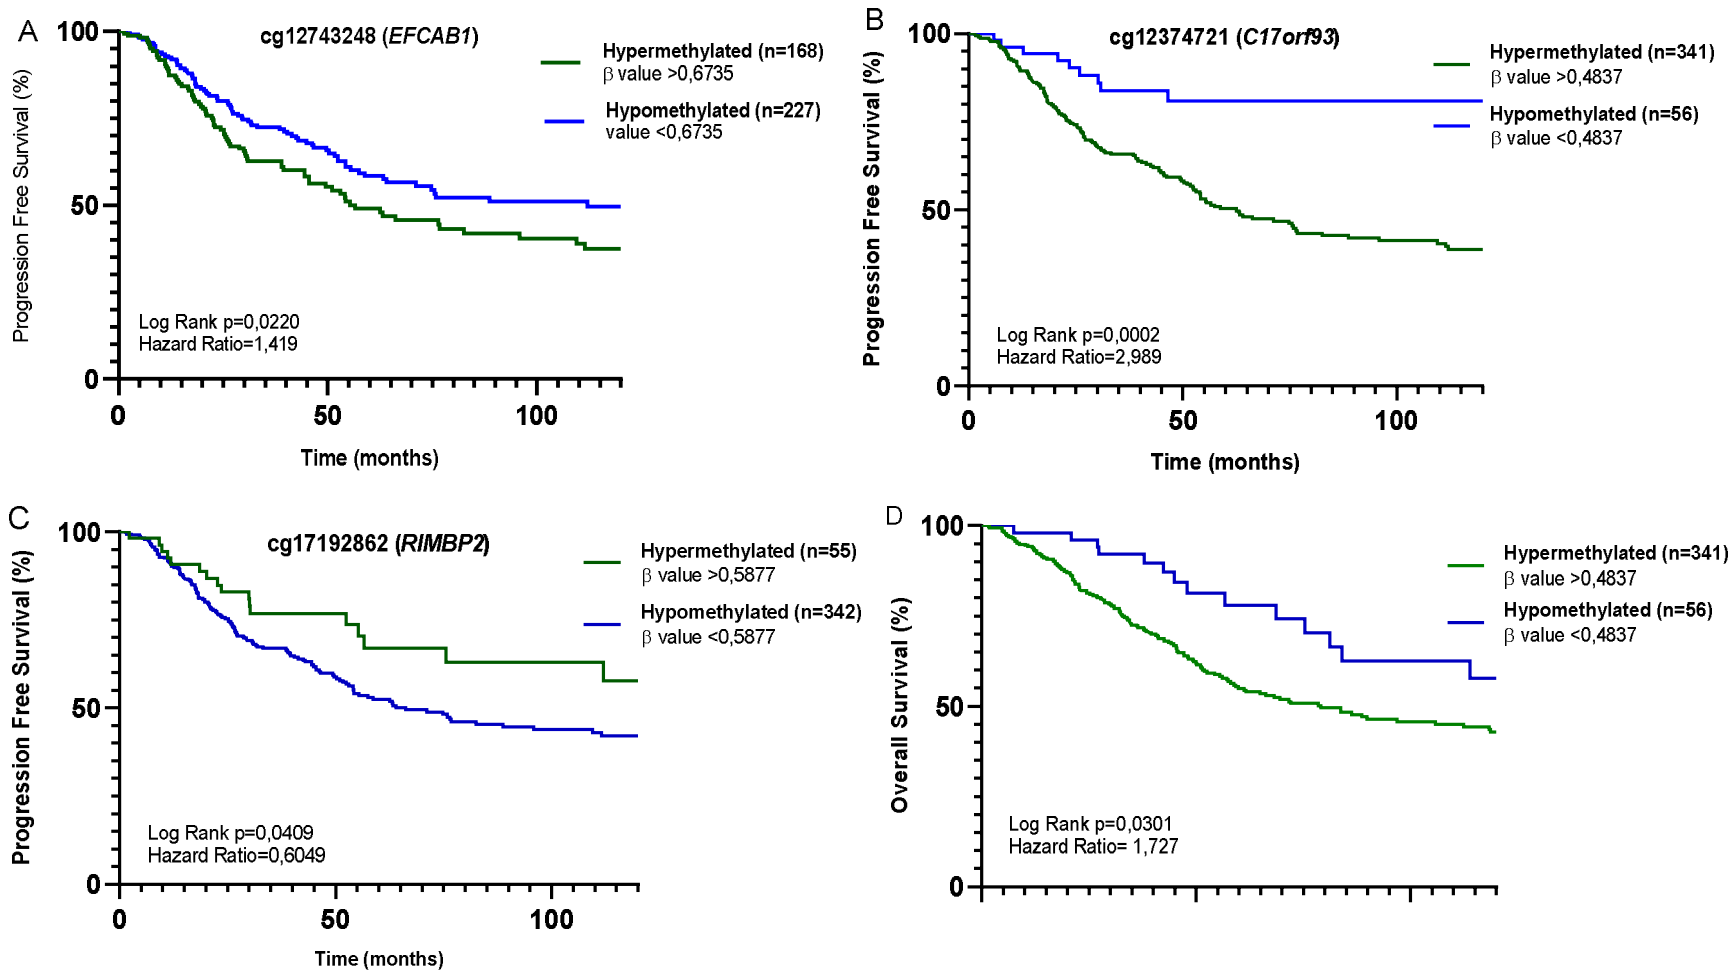 A
cg12743248 (EFCAB1)
Progression Free Survival (%)
100
50
0
Hypermethylated (n=168)
β value >0,6735
Hypomethylated (n=227)
value <0,6735
Log Rank p=0,0220
Hazard Ratio=1,419
0 50 100
Time (months)
B
cg12374721 (C17orf93)
Progression Free Survival (%)
100
50
0
Hypermethylated (n=341)
β value >0,4837
Hypomethylated (n=56)
β value <0,4837
Log Rank p=0,0002
Hazard Ratio=2,989
0 50 100
Time (months)
C
cg17192862 (RIMBP2)
Progression Free Survival (%)
100
50
0
Hypermethylated (n=55)
β value >0,5877
Hypomethylated (n=342)
β value <0,5877
Log Rank p=0,0409
Hazard Ratio=0,6049
0 50 100
Time (months)
D
Overall Survival (%)
100
50
0
Hypermethylated (n=341)
β value >0,4837
Hypomethylated (n=56)
β value <0,4837
Log Rank p=0,0301
Hazard Ratio= 1,727